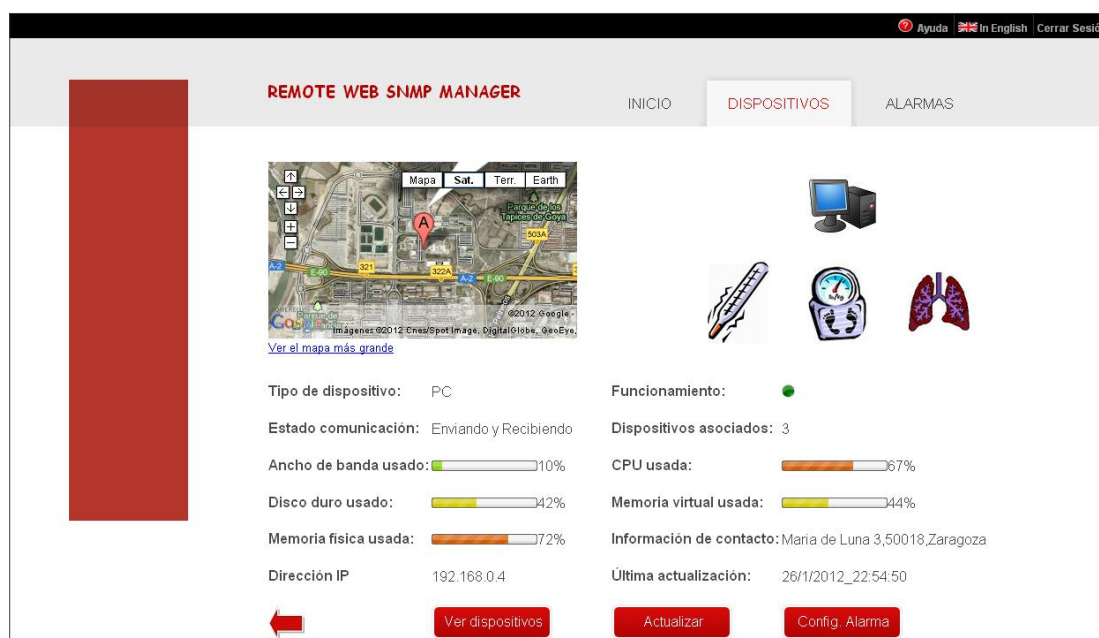 Ayuda In English Cerrar Sesió
REMOTE WEB SNMP MANAGER
INICIO DISPOSITIVOS ALARMAS
Mapa Sat. Terr. Earth
Parque de los
Tapices de Goya
503A
A
A-2 E-90 321 322A A-2 E-90
©2012 Google -
Imágenes ©2012 Cnes/Spot Image, DigitalGlobe, GeoEye,
Ver el mapa más grande
Tipo de dispositivo: PC Funcionamiento:
Estado comunicación: Enviando y Recibiendo Dispositivos asociados: 3
Ancho de banda usado: 10% CPU usada: 67%
Disco duro usado: 42% Memoria virtual usada: 44%
Memoria fisica usada: 72% Información de contacto: Maria de Luna 3,50018,Zaragoza
Dirección IP 192.168.0.4 Última actualización: 26/1/2012_22:54:50
Ver dispositivos Actualizar Config. Alarma